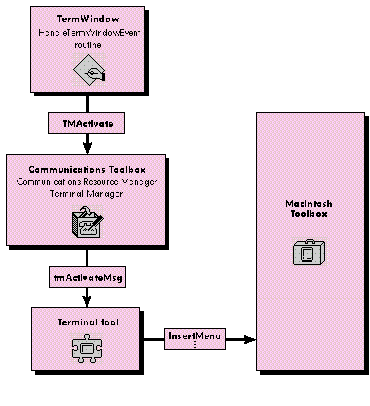 TermWindow
HandleTermWindowEvent
routine
TMActivate
Communications Toolbox
Communications Resource Manager
Terminal Manager
Macintosh
Toolbox
tmActivateMsg
Terminal tool
InsertMenu